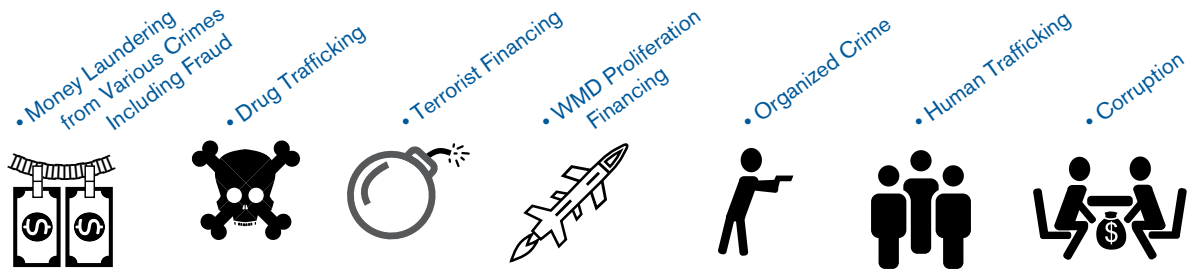 • Money Laundering
from Various Crimes
Including Fraud
• Drug Trafficking
• Terrorist Financing
• WMD Proliferation
Financing
• Organized Crime
• Human Trafficking
• Corruption
$ $
$